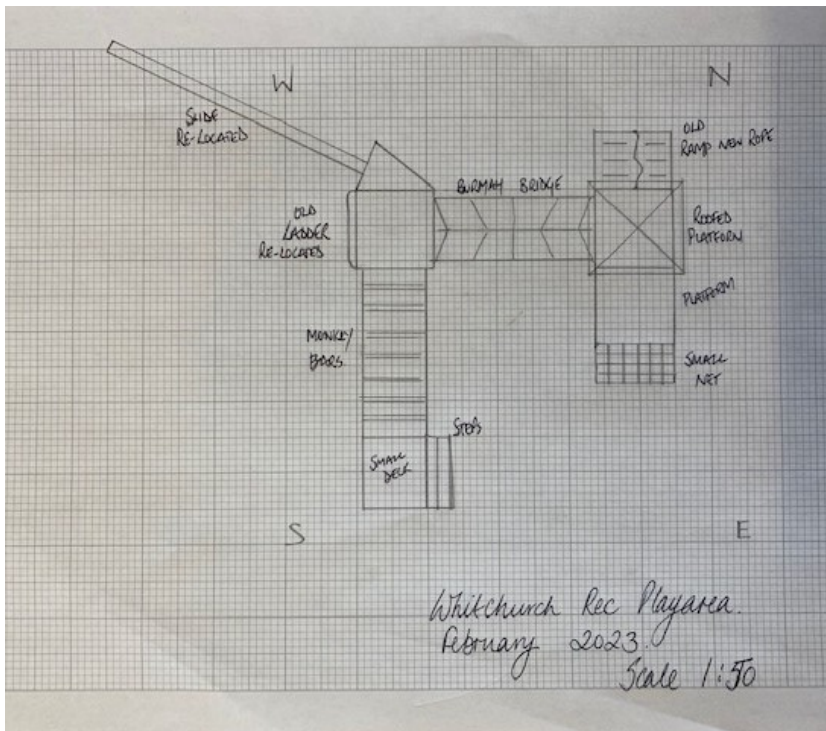 W
N
SLIDE
RE-LOCATED
OLD
RAMP NEW ROPE
BURMAH BRIDGE
OLD
LADDER
RE-LOCATED
ROOFED
PLATFORM
PLATFORM
MONKEY
BARS
SMALL
NET
STEPS
SMALL
DECK
S
E
Whitchurch Rec Playarea.
February 2023.
Scale 1:50